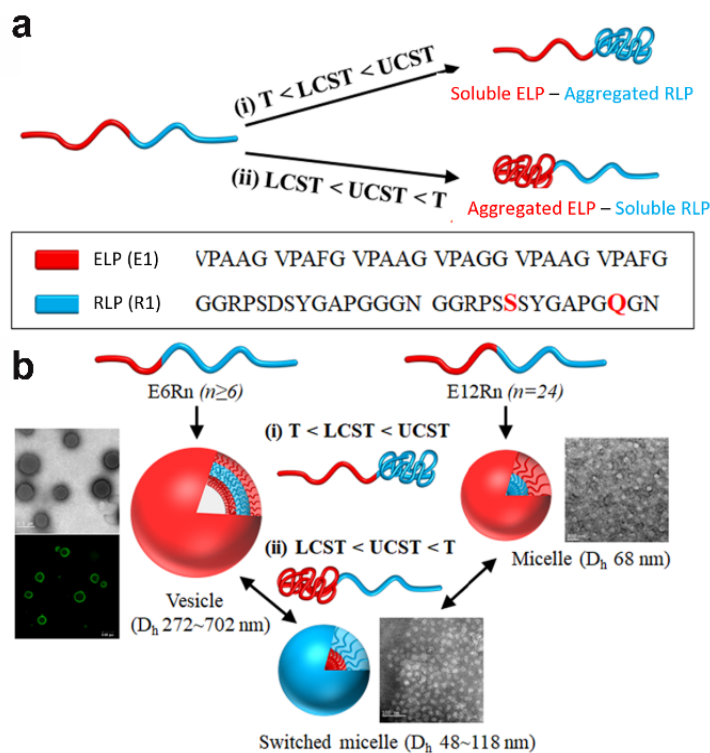 a
(i) T < LCST < UCST
Soluble ELP – Aggregated RLP
(ii) LCST < UCST < T
Aggregated ELP – Soluble RLP
ELP (E1) VPAAG VPAFG VPAAG VPAGG VPAAG VPAFG
RLP (R1) GGRPSDSYGAPGGGN GGRPSSSYGAPGQGN
b
E6Rn (n≥6)
E12Rn (n=24)
(i) T < LCST < UCST
(ii) LCST < UCST < T
Micelle (Dh 68 nm)
Vesicle
(Dh 272~702 nm)
Switched micelle (Dh 48~118 nm)